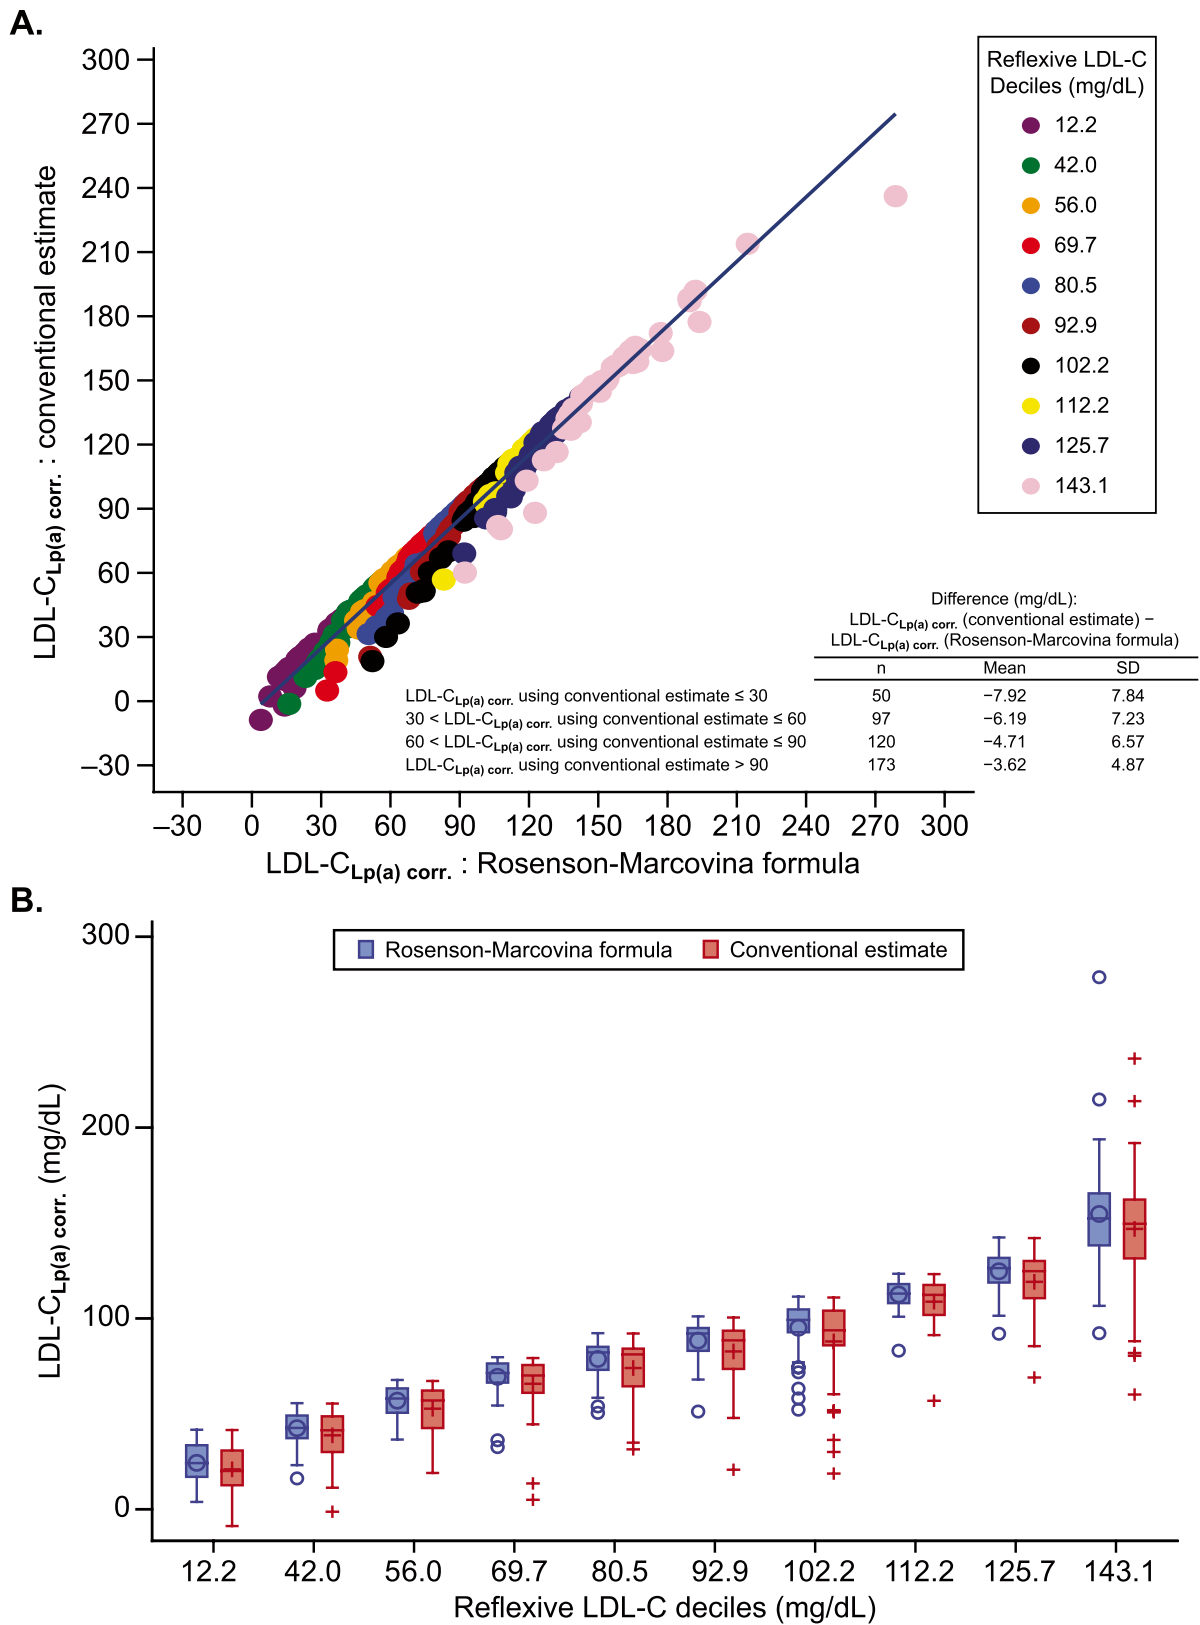 A.
300
270
240
210
180
150
120
90
60
30
0
–30
LDL-CLp(a) corr. : conventional estimate
–30 0 30 60 90 120 150 180 210 240 270 300
LDL-CLp(a) corr. : Rosenson-Marcovina formula
Reflexive LDL-C
Deciles (mg/dL)
12.2
42.0
56.0
69.7
80.5
92.9
102.2
112.2
125.7
143.1
Difference (mg/dL):
LDL-CLp(a) corr. (conventional estimate) −
LDL-CLp(a) corr. (Rosenson-Marcovina formula)
n Mean SD
LDL-CLp(a) corr. using conventional estimate ≤ 30 50 −7.92 7.84
30 < LDL-CLp(a) corr. using conventional estimate ≤ 60 97 −6.19 7.23
60 < LDL-CLp(a) corr. using conventional estimate ≤ 90 120 −4.71 6.57
LDL-CLp(a) corr. using conventional estimate > 90 173 −3.62 4.87
B.
Rosenson-Marcovina formula Conventional estimate
300
200
100
0
LDL-CLp(a) corr. (mg/dL)
12.2 42.0 56.0 69.7 80.5 92.9 102.2 112.2 125.7 143.1
Reflexive LDL-C deciles (mg/dL)